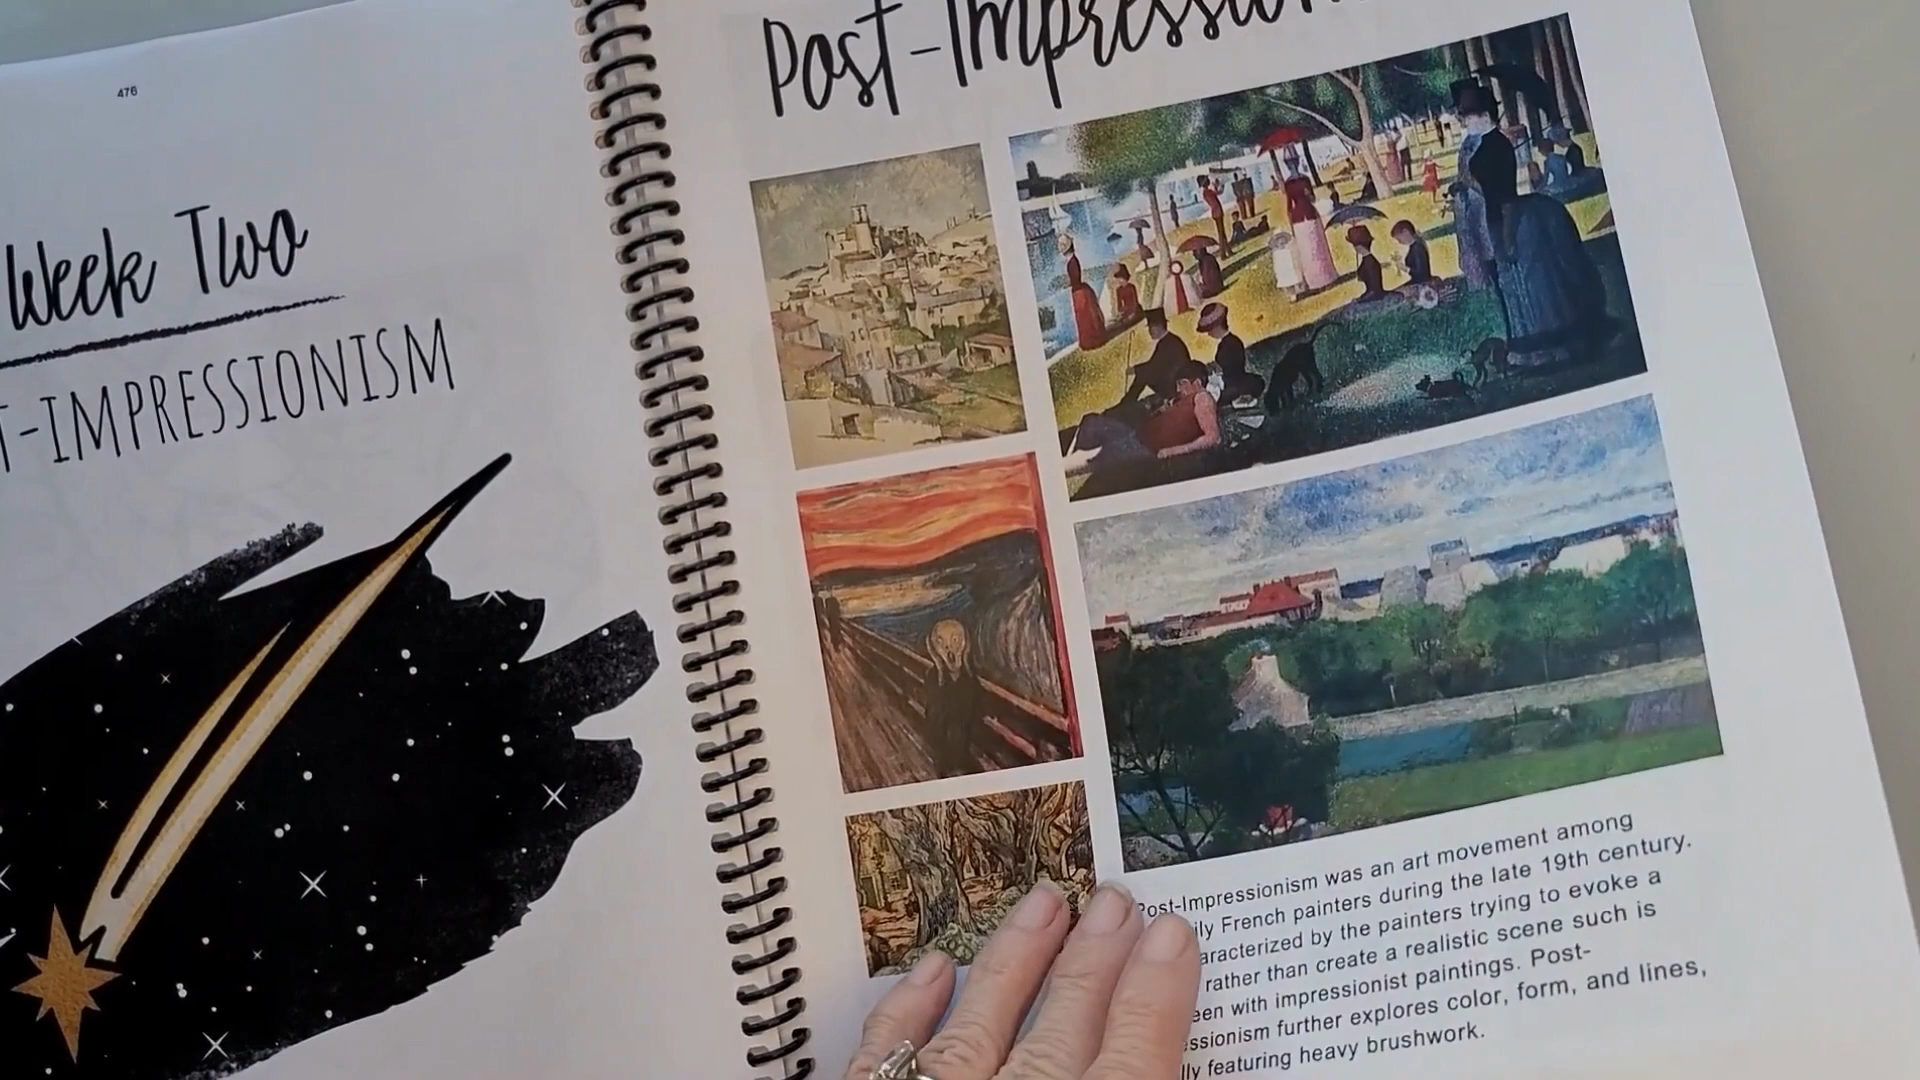 476
Week Two
T-IMPRESSIONISM
Post-Impression
Post-Impressionism was an art movement among
ily French painters during the late 19th century.
aracterized by the painters trying to evoke a
rather than create a realistic scene such is
een with impressionist paintings. Post-
ssionism further explores color, form, and lines,
lly featuring heavy brushwork.